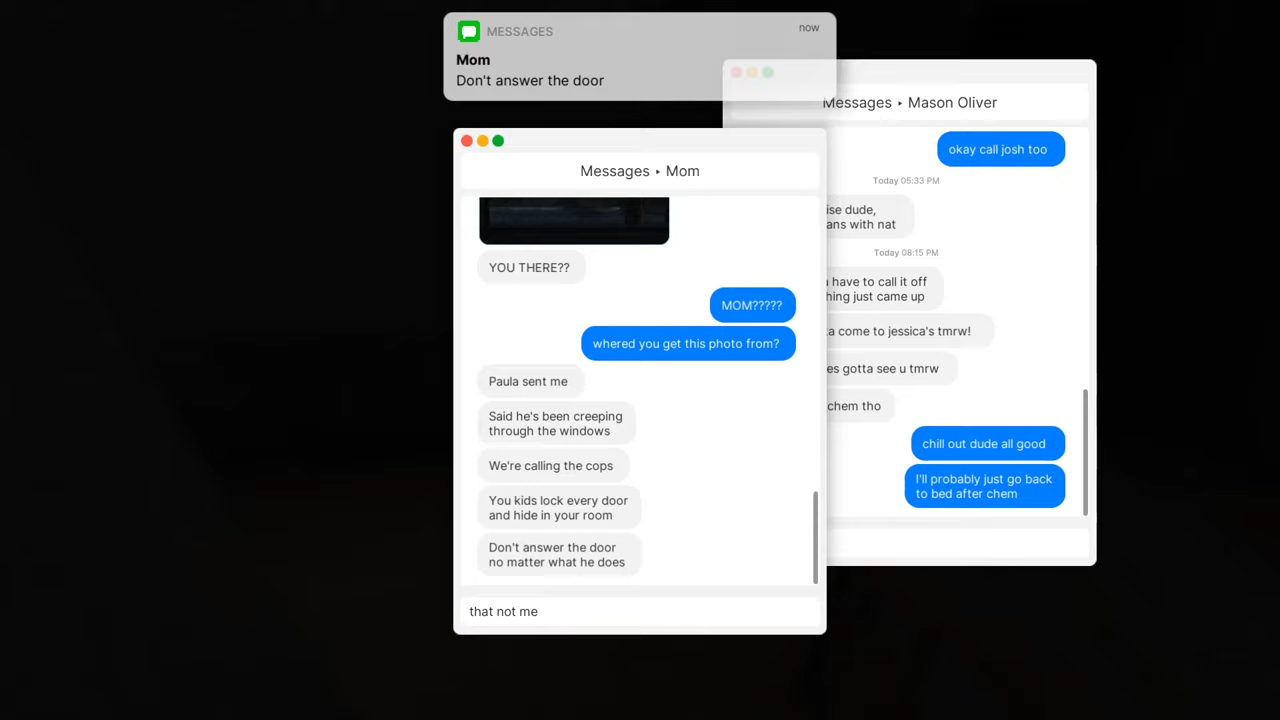 MESSAGES
now
Mom
Don't answer the door
Messages ‣ Mason Oliver
okay call josh too
Today 05:33 PM
dude,
with nat
Today 08:15 PM
have to call it off
just came up
come to jessica's tmrw!
gotta see u tmrw
chem tho
chill out dude all good
I'll probably just go back
to bed after chem
Messages ‣ Mom
YOU THERE??
MOM?????
whered you get this photo from?
Paula sent me
Said he's been creeping
through the windows
We're calling the cops
You kids lock every door
and hide in your room
Don't answer the door
no matter what he does
that not me